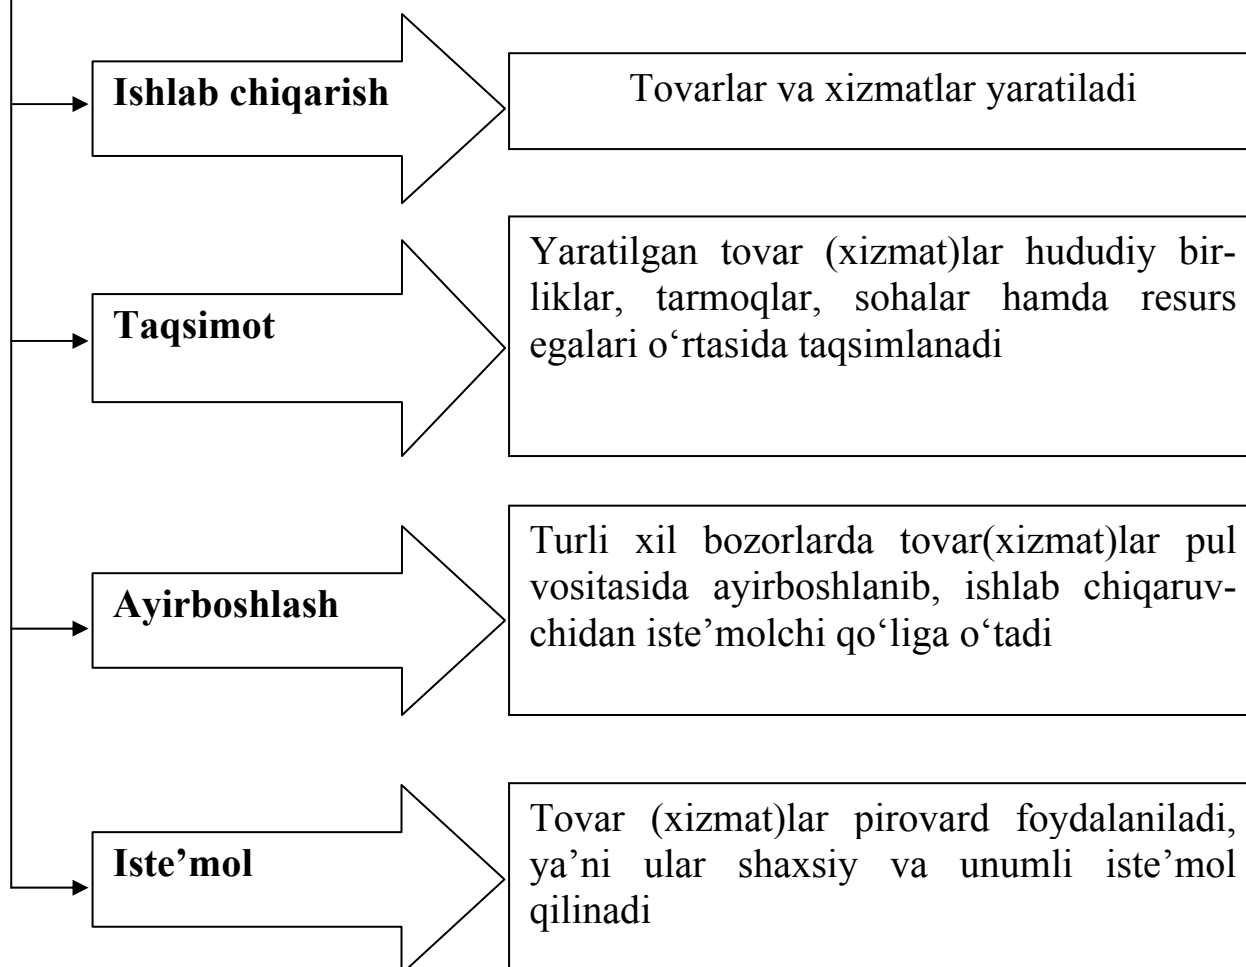 Ishlab chiqarish
Tovarlar va xizmatlar yaratiladi
Taqsimot
Yaratilgan tovar (xizmat)lar hududiy bir-
liklar, tarmoqlar, sohalar hamda resurs
egalari o‘rtasida taqsimlanadi
Ayirboshlash
Turli xil bozorlarda tovar(xizmat)lar pul
vositasida ayirboshlanib, ishlab chiqaruv-
chidan iste’molchi qo‘liga o‘tadi
Iste’mol
Tovar (xizmat)lar pirovard foydalaniladi,
ya’ni ular shaxsiy va unumli iste’mol
qilinadi